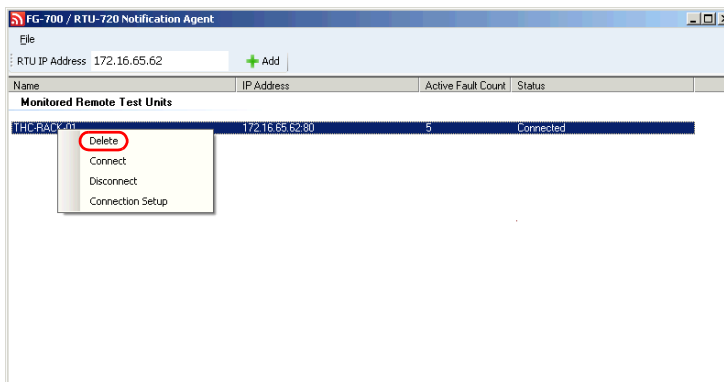 FG-700 / RTU-720 Notification Agent
File
RTU IP Address 172.16.65.62 Add
Name IP Address Active Fault Count Status
Monitored Remote Test Units
THC-RACK-01 172.16.65.62:80 5 Connected
Delete
Connect
Disconnect
Connection Setup